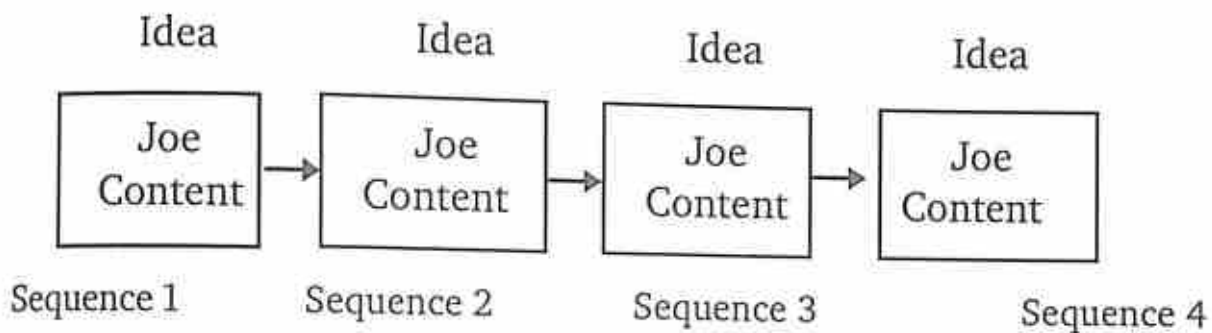 Idea Idea Idea Idea
Joe Joe Joe Joe
Content Content Content Content
Sequence 1 Sequence 2 Sequence 3 Sequence 4